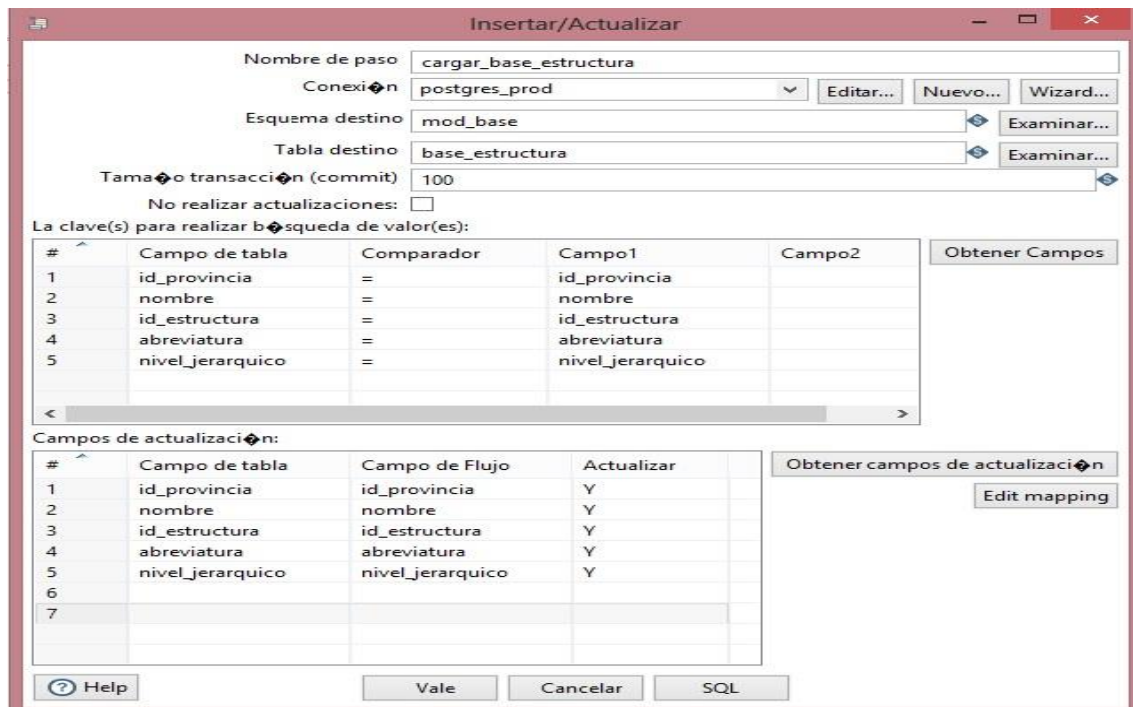 Insertar/Actualizar
Nombre de paso cargar_base_estructura
Conexi�n postgres_prod Editar... Nuevo... Wizard...
Esquema destino mod_base Examinar...
Tabla destino base_estructura Examinar...
Tama�o transacci�n (commit) 100
No realizar actualizaciones:
La clave(s) para realizar b�squeda de valor(es):
# Campo de tabla Comparador Campo1 Campo2 Obtener Campos
1 id_provincia = id_provincia
2 nombre = nombre
3 id_estructura = id_estructura
4 abreviatura = abreviatura
5 nivel_jerarquico = nivel_jerarquico
Campos de actualizaci�n:
# Campo de tabla Campo de Flujo Actualizar Obtener campos de actualizaci�n
1 id_provincia id_provincia Y Edit mapping
2 nombre nombre Y
3 id_estructura id_estructura Y
4 abreviatura abreviatura Y
5 nivel_jerarquico nivel_jerarquico Y
6
7
Help Vale Cancelar SQL